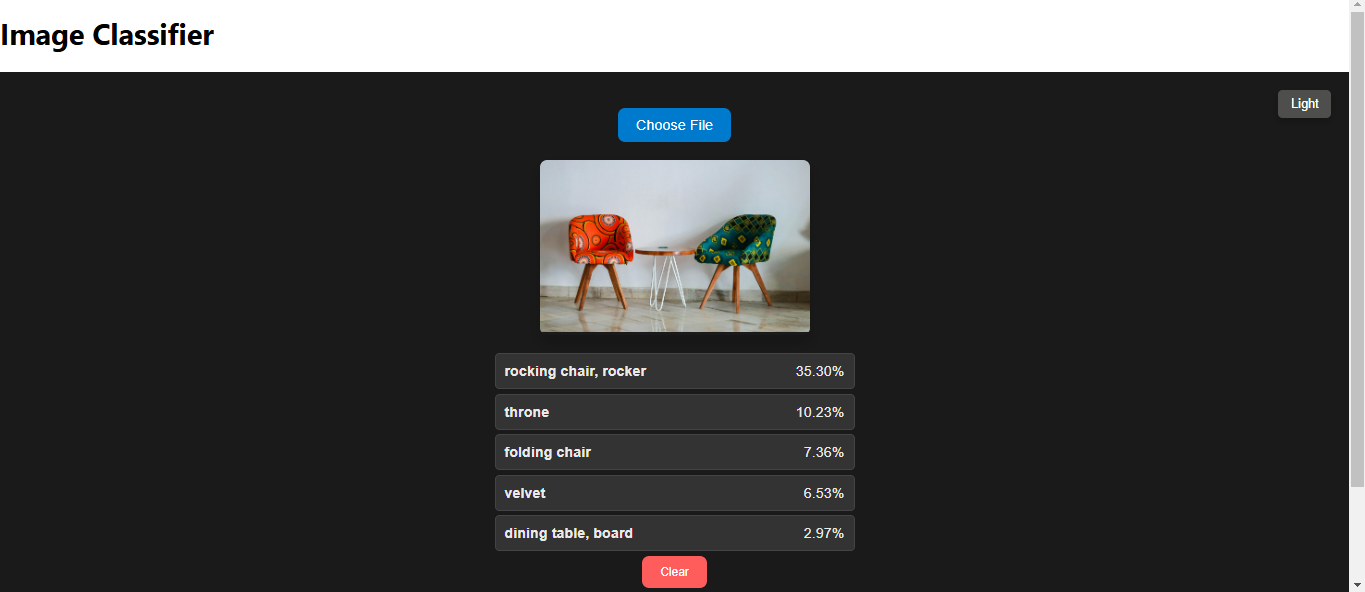 Image Classifier
Light
Choose File
rocking chair, rocker 35.30%
throne 10.23%
folding chair 7.36%
velvet 6.53%
dining table, board 2.97%
Clear